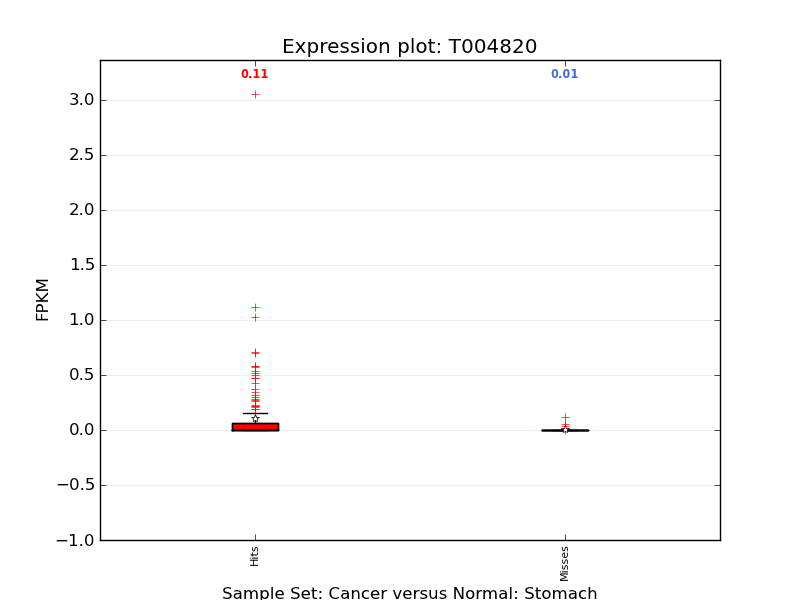 Expression plot: T004820
0.11
0.01
3.0
2.5
2.0
1.5
1.0
0.5
0.0
−0.5
−1.0
FPKM
Hits
Misses
Sample Set: Cancer versus Normal: Stomach